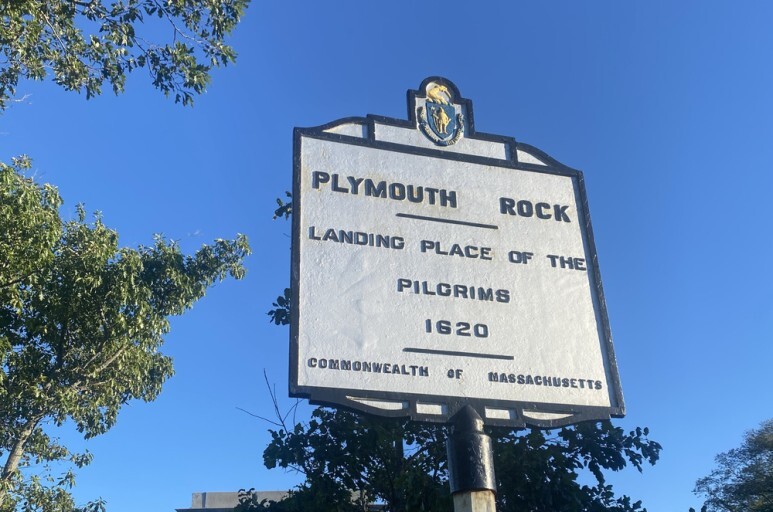 PLYMOUTH ROCK
LANDING PLACE OF THE
PILGRIMS
1620
COMMONWEALTH OF MASSACHUSETTS